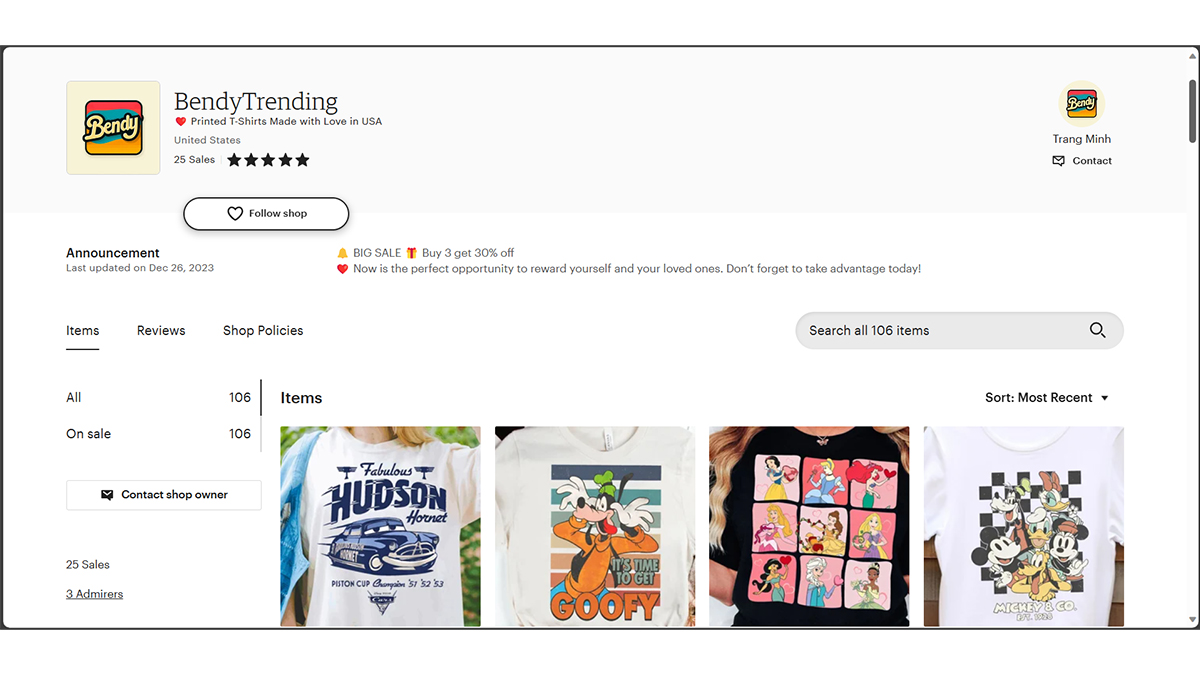 Bendy
BendyTrending
Printed T-Shirts Made with Love in USA
United States
25 Sales
Follow shop
Bendy
Trang Minh
Contact
Announcement
Last updated on Dec 26, 2023
BIG SALE Buy 3 get 30% off
Now is the perfect opportunity to reward yourself and your loved ones. Don't forget to take advantage today!
Items
Reviews
Shop Policies
Search all 106 items
All 106
On sale 106
Contact shop owner
25 Sales
3 Admirers
Items
Sort: Most Recent
Fabulous
HUDSON
Hornet
PISTON CUP Champion '51 '52 '53
Cars
IT'S TIME
TO GET
GOOFY
MICKEY & CO.
EST. 1928